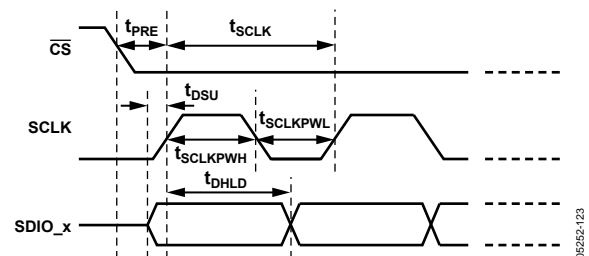 tPRE
tSCLK
CS
tDSU
SCLK
tSCLKPWL
tSCLKPWH
tDHLD
SDIO_x
05252-123